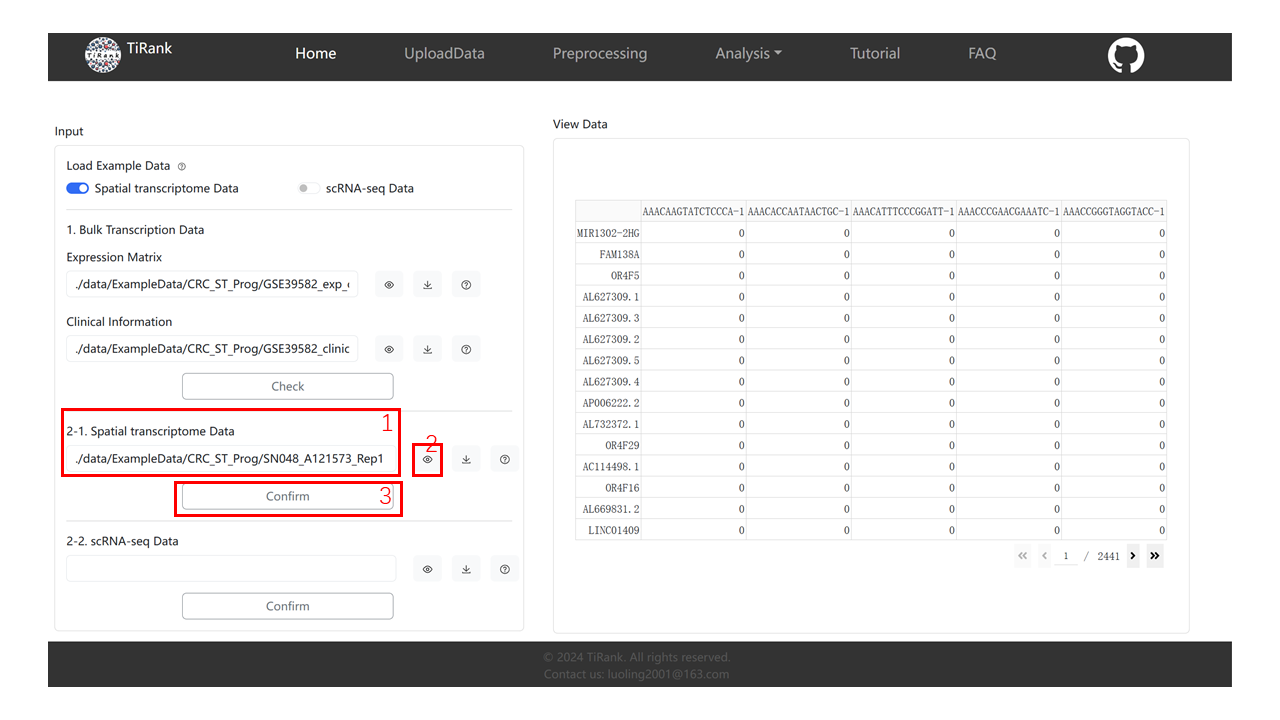 TiRank
TiRank Home UploadData Preprocessing Analysis Tutorial FAQ
Input
Load Example Data
Spatial transcriptome Data scRNA-seq Data
1. Bulk Transcription Data
Expression Matrix
./data/ExampleData/CRC_ST_Prog/GSE39582_exp_
Clinical Information
./data/ExampleData/CRC_ST_Prog/GSE39582_clinic
Check
1
2-1. Spatial transcriptome Data
2
./data/ExampleData/CRC_ST_Prog/SN048_A121573_Rep1
Confirm 3
2-2. scRNA-seq Data
Confirm
View Data
AAACAAGTATCTCCCA-1 AAACACCAATAACTGC-1 AAACATTTCCCGGATT-1 AAACCCGAACGAAATC-1 AAACCGGGTAGGTACC-1
MIR1302-2HG 0 0 0 0 0
FAM138A 0 0 0 0 0
OR4F5 0 0 0 0 0
AL627309.1 0 0 0 0 0
AL627309.3 0 0 0 0 0
AL627309.2 0 0 0 0 0
AL627309.5 0 0 0 0 0
AL627309.4 0 0 0 0 0
AP006222.2 0 0 0 0 0
AL732372.1 0 0 0 0 0
OR4F29 0 0 0 0 0
AC114498.1 0 0 0 0 0
OR4F16 0 0 0 0 0
AL669831.2 0 0 0 0 0
LINC01409 0 0 0 0 0
1 / 2441
© 2024 TiRank. All rights reserved.
Contact us: luoling2001@163.com